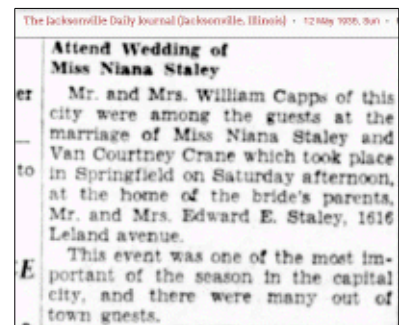 The Jacksonville Daily Journal (Jacksonville, Illinois) · 12 May 1935, Sun ·
Attend Wedding of
Miss Niana Staley
er
Mr. and Mrs. William Capps of this
city were among the guests at the
marriage of Miss Niana Staley and
Van Courtney Crane which took place
to
in Springfield on Saturday afternoon,
at the home of the bride's parents,
Mr. and Mrs. Edward E. Staley, 1616
Leland avenue.
This event was one of the most im-
E
portant of the season in the capital
city, and there were many out of
town guests.